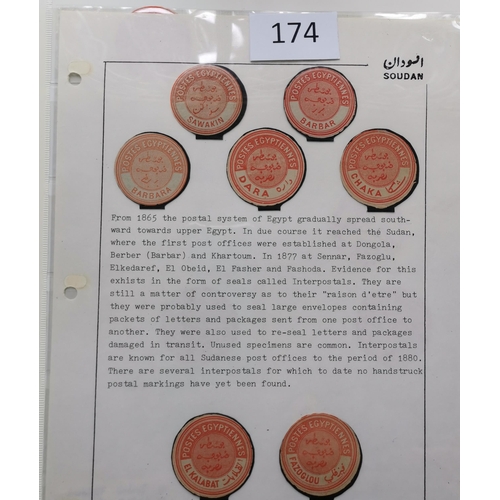 174
السودان
SOUDAN
POSTES-EGYPTIENNES
SAWAKIN
POSTES-EGYPTIENNES
BARBAR
POSTES-EGYPTIENNES
BARBARA
POSTES-EGYPTIENNES
DARA دارة
POSTES-EGYPTIENNES
CHAKA
From 1865 the postal system of Egypt gradually spread south-
ward towards upper Egypt. In due course it reached the Sudan,
where the first post offices were established at Dongola,
Berber (Barbar) and Khartoum. In 1877 at Sennar, Fazoglu,
Elkedaref, El Obeid, El Fasher and Fashoda. Evidence for this
exhists in the form of seals called Interpostals. They are
still a matter of controversy as to their "raison d'etre" but
they were probably used to seal large envelopes containing
packets of letters and packages sent from one post office to
another. They were also used to re-seal letters and packages
damaged in transit. Unused specimens are common. Interpostals
are known for all Sudanese post offices to the period of 1880.
There are several interpostals for which to date no handstruck
postal markings have yet been found.
POSTES-EGYPTIENNES
EL KALABAT
POSTES-EGYPTIENNES
FAZOGLOU